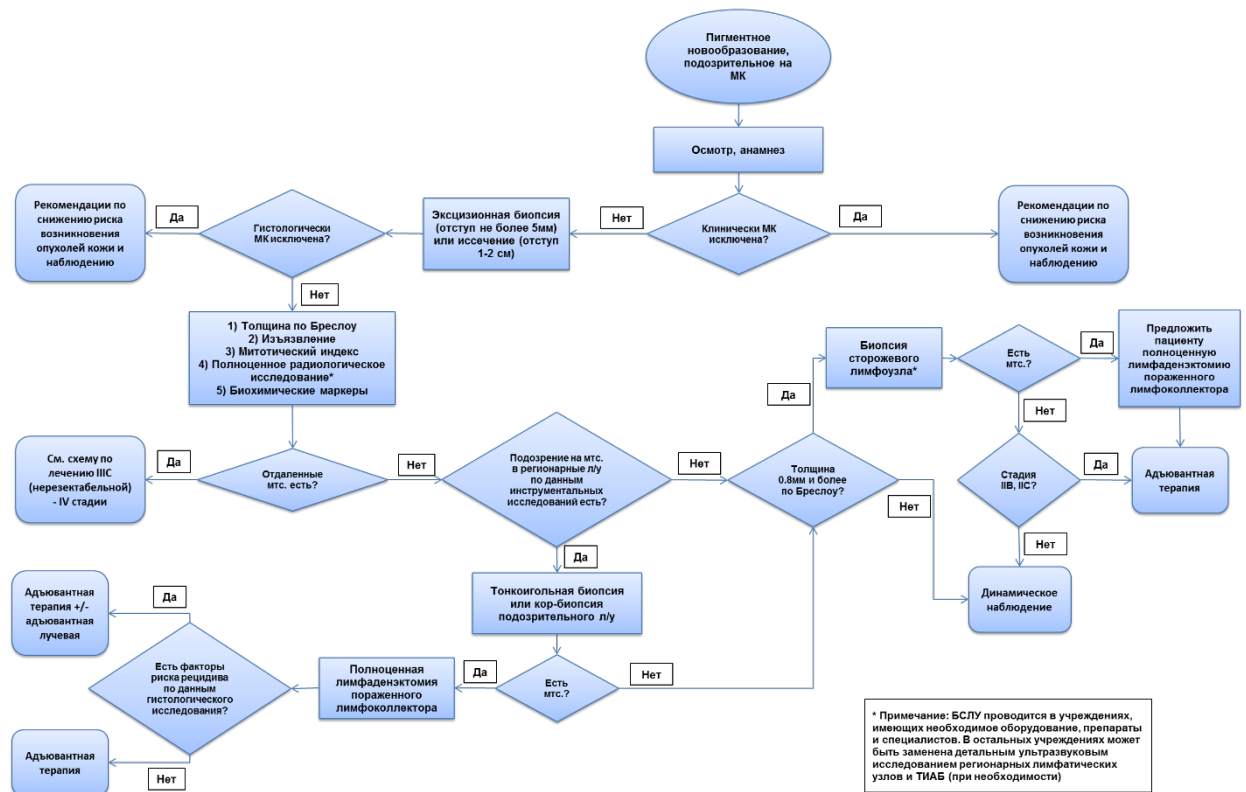 Пигментное
новообразование,
подозрительное на
МК
Осмотр, анамнез
Клинически МК
исключена?
Нет
Да
Рекомендации по
снижению риска
возникновения
опухолей кожи и
наблюдению
Эксцизионная биопсия
(отступ не более 5мм)
или иссечение (отступ
1-2 см)
Гистологически
МК исключена?
Да
Рекомендации по
снижению риска
возникновения
опухолей кожи и
наблюдению
Нет
1) Толщина по Бреслоу
2) Изъязвление
3) Митотический индекс
4) Полноценное радиологическое
исследование*
5) Биохимические маркеры
Отдаленные
мтс. есть?
Да
См. схему по
лечению IIIC
(нерезектабельной)
- IV стадии
Нет
Подозрение на мтс.
в регионарные л/у
по данным
инструментальных
исследований есть?
Нет
Толщина
0.8мм и более
по Бреслоу?
Да
Биопсия
сторожевого
лимфоузла*
Есть
мтс.?
Да
Предложить
пациенту
полноценную
лимфаденэктомию
пораженного
лимфоколлектора
Нет
Стадия
IIB, IIC?
Да
Адъювантная
терапия
Нет
Нет
Динамическое
наблюдение
Да
Тонкоигольная биопсия
или кор-биопсия
подозрительного л/у
Есть
мтс.?
Нет
Да
Полноценная
лимфаденэктомия
пораженного
лимфоколлектора
Есть факторы
риска рецидива
по данным
гистологического
исследования?
Да
Адъювантная
терапия +/-
адъювантная
лучевая
Нет
Адъювантная
терапия
* Примечание: БСЛУ проводится в учреждениях,
имеющих необходимое оборудование, препараты
и специалистов. В остальных учреждениях может
быть заменена детальным ультразвуковым
исследованием регионарных лимфатических
узлов и ТИАБ (при необходимости)